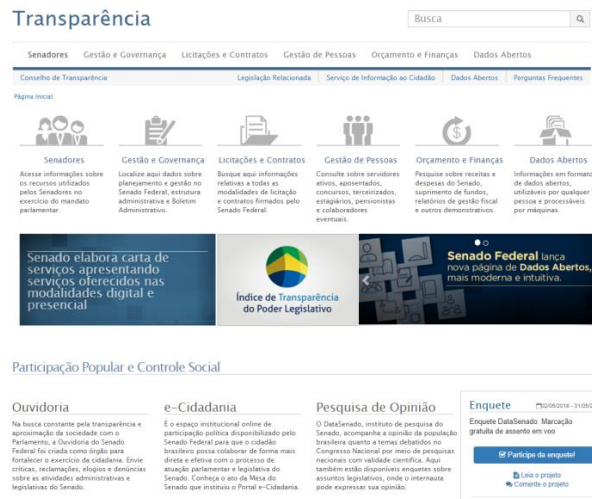 Transparência
Busca
Senadores Gestão e Governança Licitações e Contratos Gestão de Pessoas Orçamento e Finanças Dados Abertos
Conselho de Transparência Legislação Relacionada Serviço de Informação ao Cidadão Dados Abertos Perguntas Frequentes
Página Inicial
Senadores
Acesse informações sobre
os recursos utilizados
pelos Senadores no
exercício do mandato
parlamentar.
Gestão e Governança
Localize aqui dados sobre
planejamento e gestão no
Senado Federal, estrutura
administrativa e Boletim
Administrativo.
Licitações e Contratos
Busque aqui informações
relativas a todas as
modalidades de licitação
e contratos firmados pelo
Senado Federal.
Gestão de Pessoas
Consulte sobre servidores
ativos, aposentados,
concursos, terceirizados,
estagiários, pensionistas
e colaboradores
eventuais.
Orçamento e Finanças
Pesquise sobre receitas e
despesas do Senado,
suprimento de fundos,
relatórios de gestão fiscal
e outros demonstrativos.
Dados Abertos
Informações em formato
de dados abertos,
utilizáveis por qualquer
pessoa e processáveis
por máquinas.
Senado elabora carta de
serviços apresentando
serviços oferecidos nas
modalidades digital e
presencial
Índice de Transparência
do Poder Legislativo
Senado Federal lança
nova página de Dados Abertos,
mais moderna e intuitiva.
Participação Popular e Controle Social
Ouvidoria
Na busca constante pela transparência e
aproximação da sociedade com o
Parlamento, a Ouvidoria do Senado
Federal foi criada como órgão para
fortalecer o exercício da cidadania. Envie
críticas, reclamações, elogios e denúncias
sobre as atividades administrativas e
legislativas do Senado.
e-Cidadania
É o espaço institucional online de
participação política disponibilizado pelo
Senado Federal para que o cidadão
brasileiro possa colaborar de forma mais
direta e efetiva com o processo de
atuação parlamentar e legislativa do
Senado. Conheça o ato da Mesa do
Senado que instituiu o Portal e-Cidadania.
Pesquisa de Opinião
O DataSenado, instituto de pesquisa do
Senado, acompanha a opinião da população
brasileira quanto a temas debatidos no
Congresso Nacional por meio de pesquisas
nacionais com validade científica. Aqui
também estão disponíveis enquetes sobre
assuntos legislativos, onde o internauta
pode expressar sua opinião.
Enquete 02/05/2018 - 31/05/2
Enquete DataSenado: Marcação
gratuita de assento em voo
Participe da enquete!
Leia o projeto
Comente o projeto